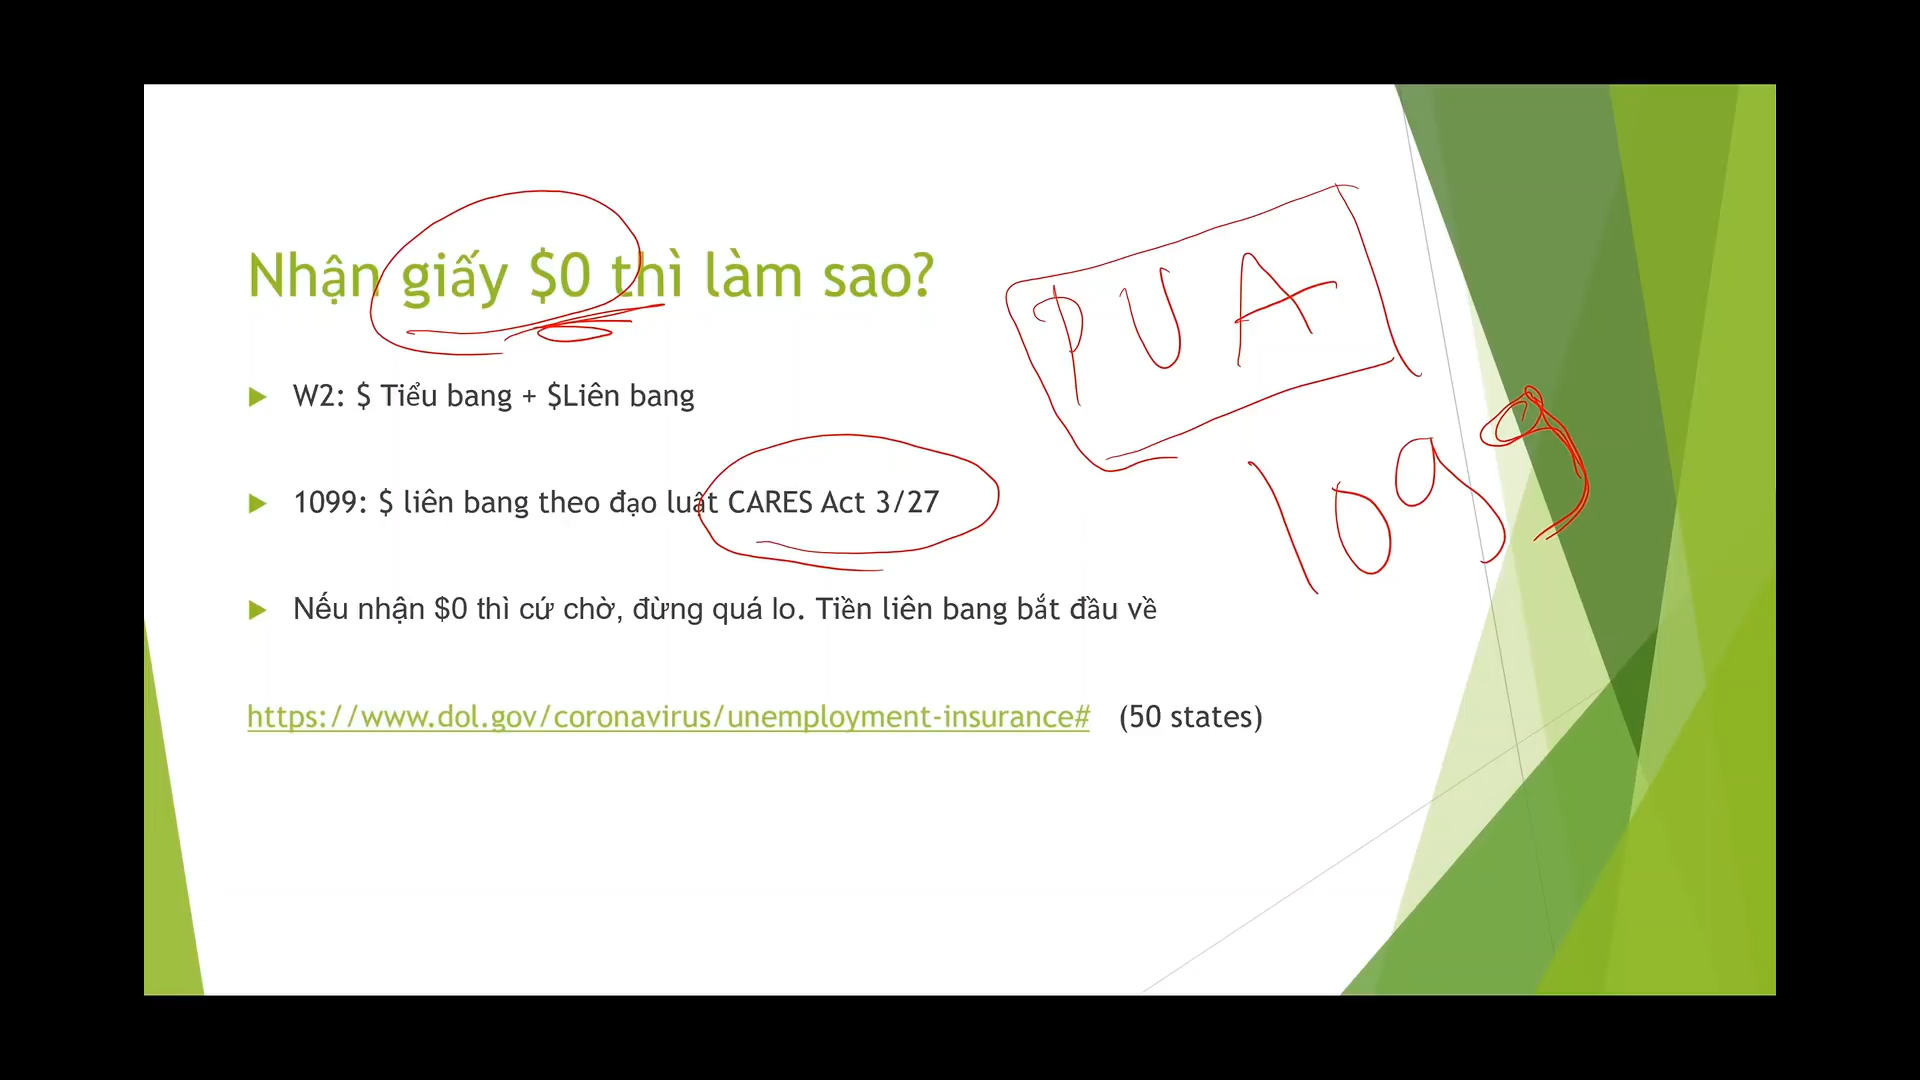 Nhận giấy $0 thì làm sao?
PUA
W2: $ Tiểu bang + $Liên bang
1099
1099: $ liên bang theo đạo luật CARES Act 3/27
Nếu nhận $0 thì cứ chờ, đừng quá lo. Tiền liên bang bắt đầu về
https://www.dol.gov/coronavirus/unemployment-insurance# (50 states)